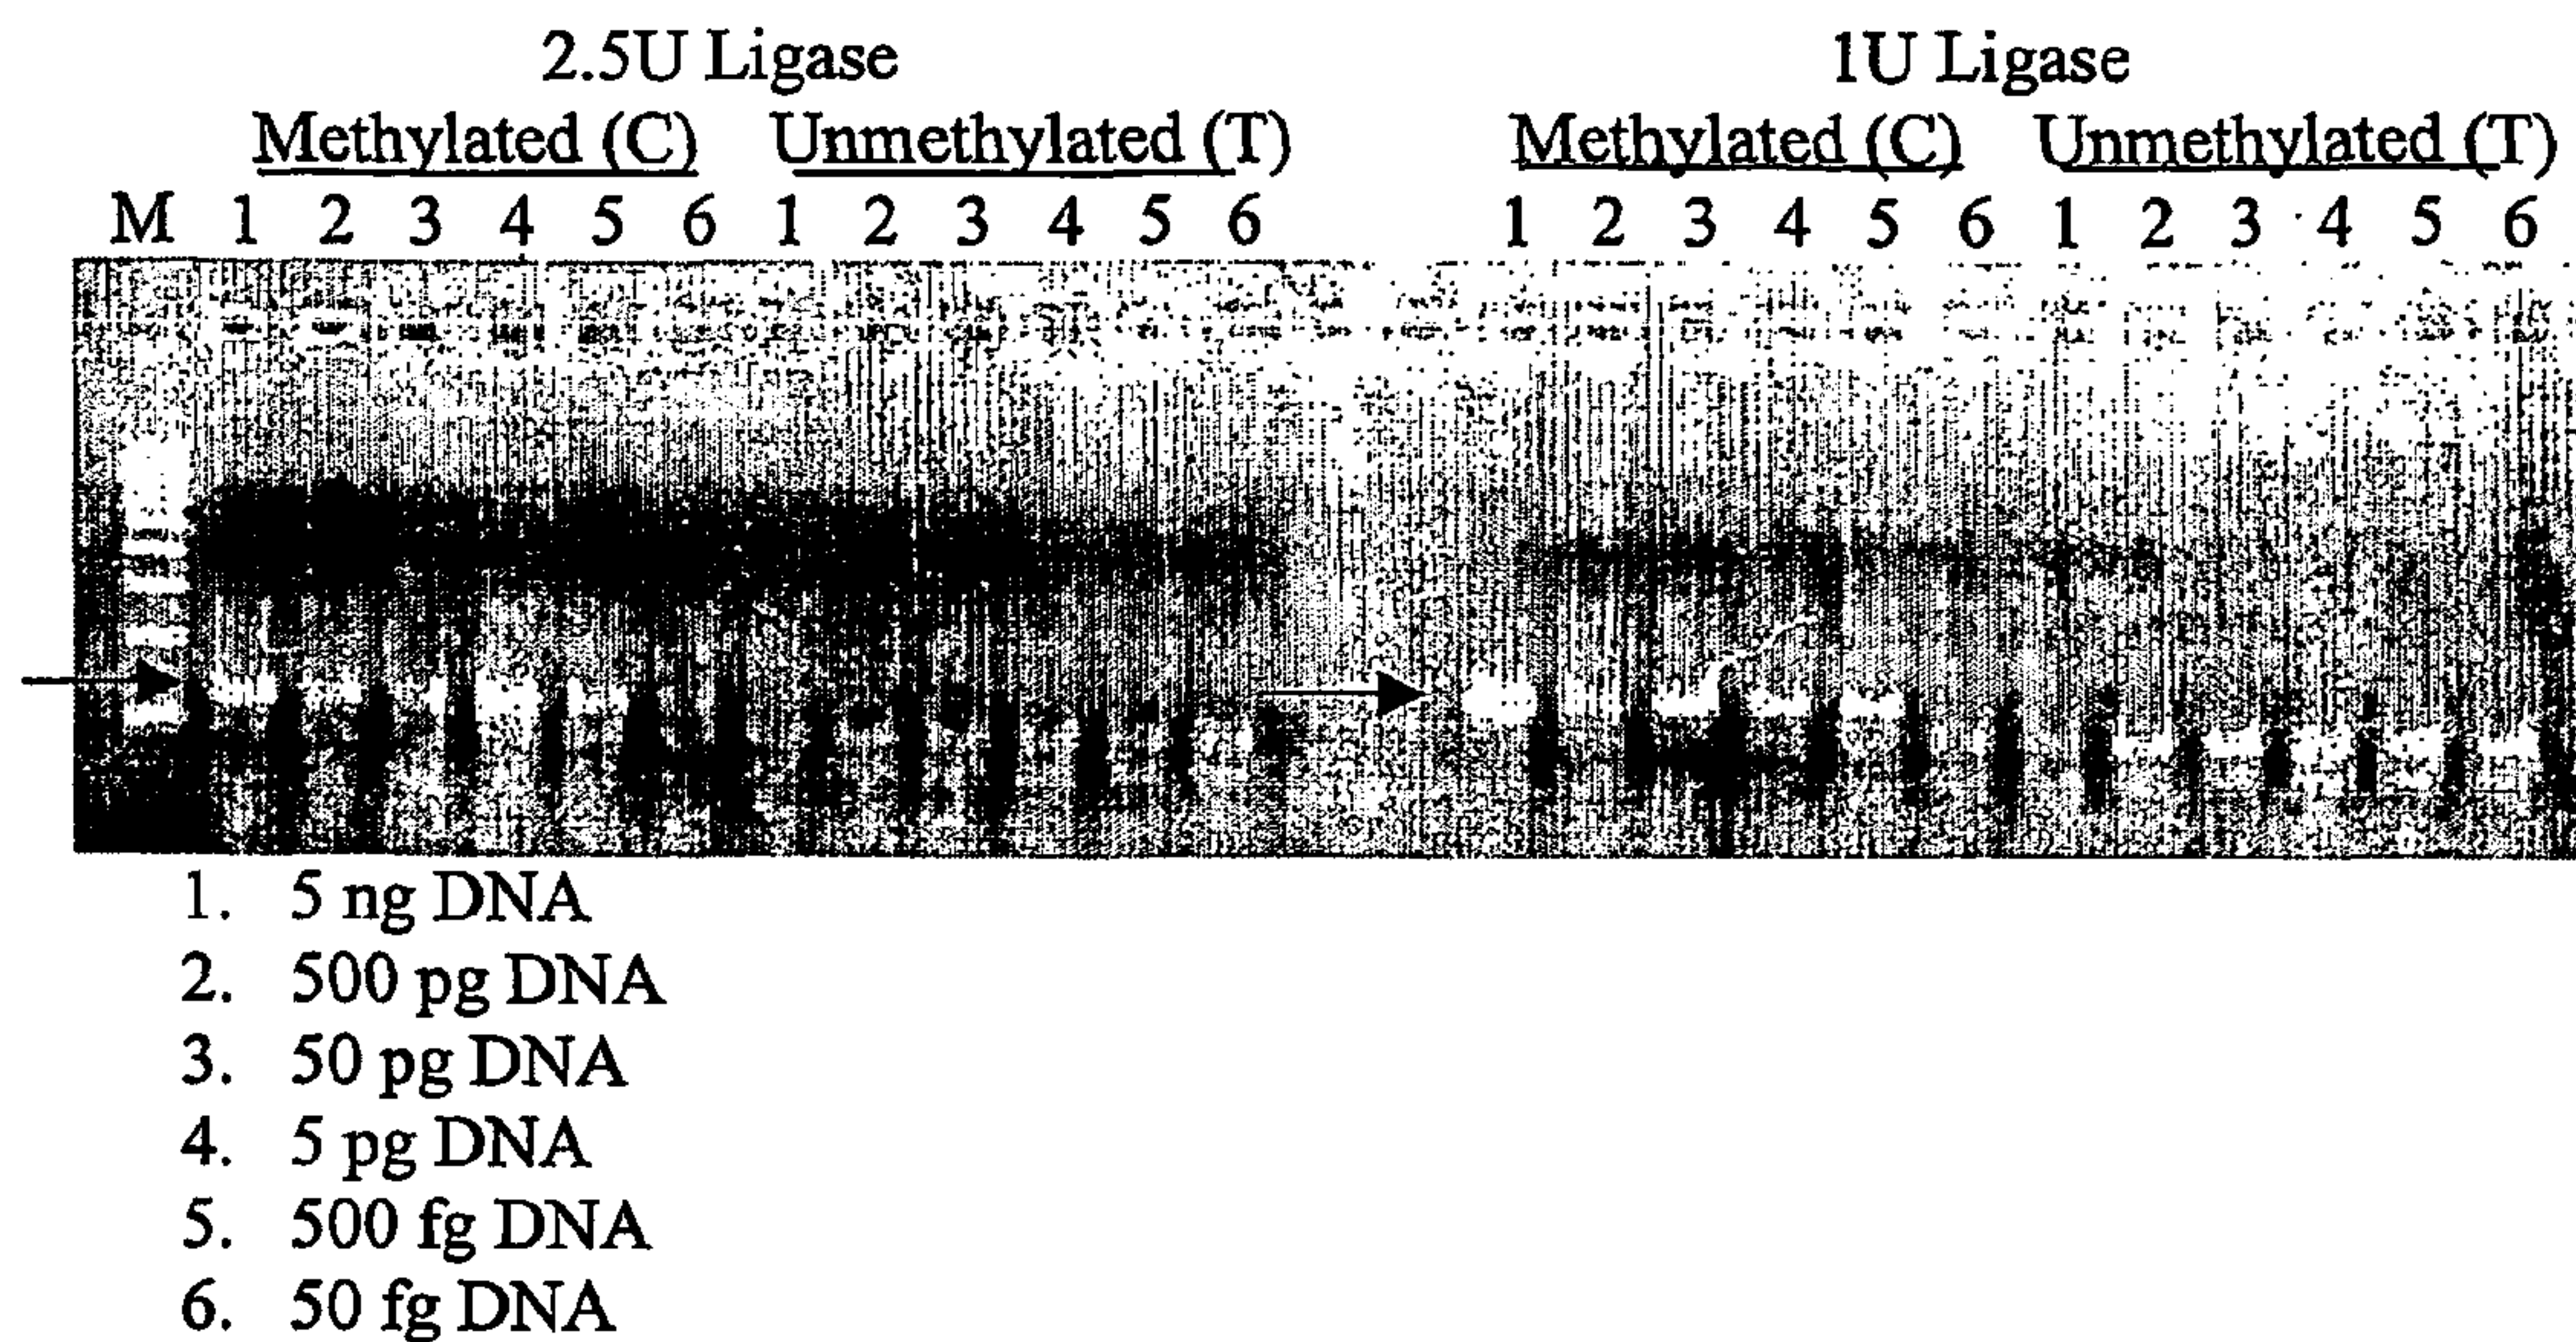 2.5U Ligase 1U Ligase
Methylated (C) Unmethylated (T) Methylated (C) Unmethylated (T)
M 1 2 3 4 5 6 1 2 3 4 5 6 1 2 3 4 5 6 1 2 3 4 5 6
1. 5 ng DNA
2. 500 pg DNA
3. 50 pg DNA
4. 5 pg DNA
5. 500 fg DNA
6. 50 fg DNA